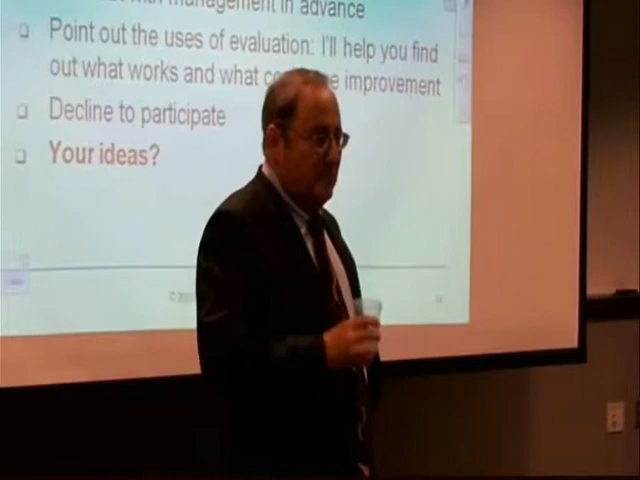 management in advance
Point out the uses of evaluation: I'll help you find
out what works and what improvement
Decline to participate
Your ideas?